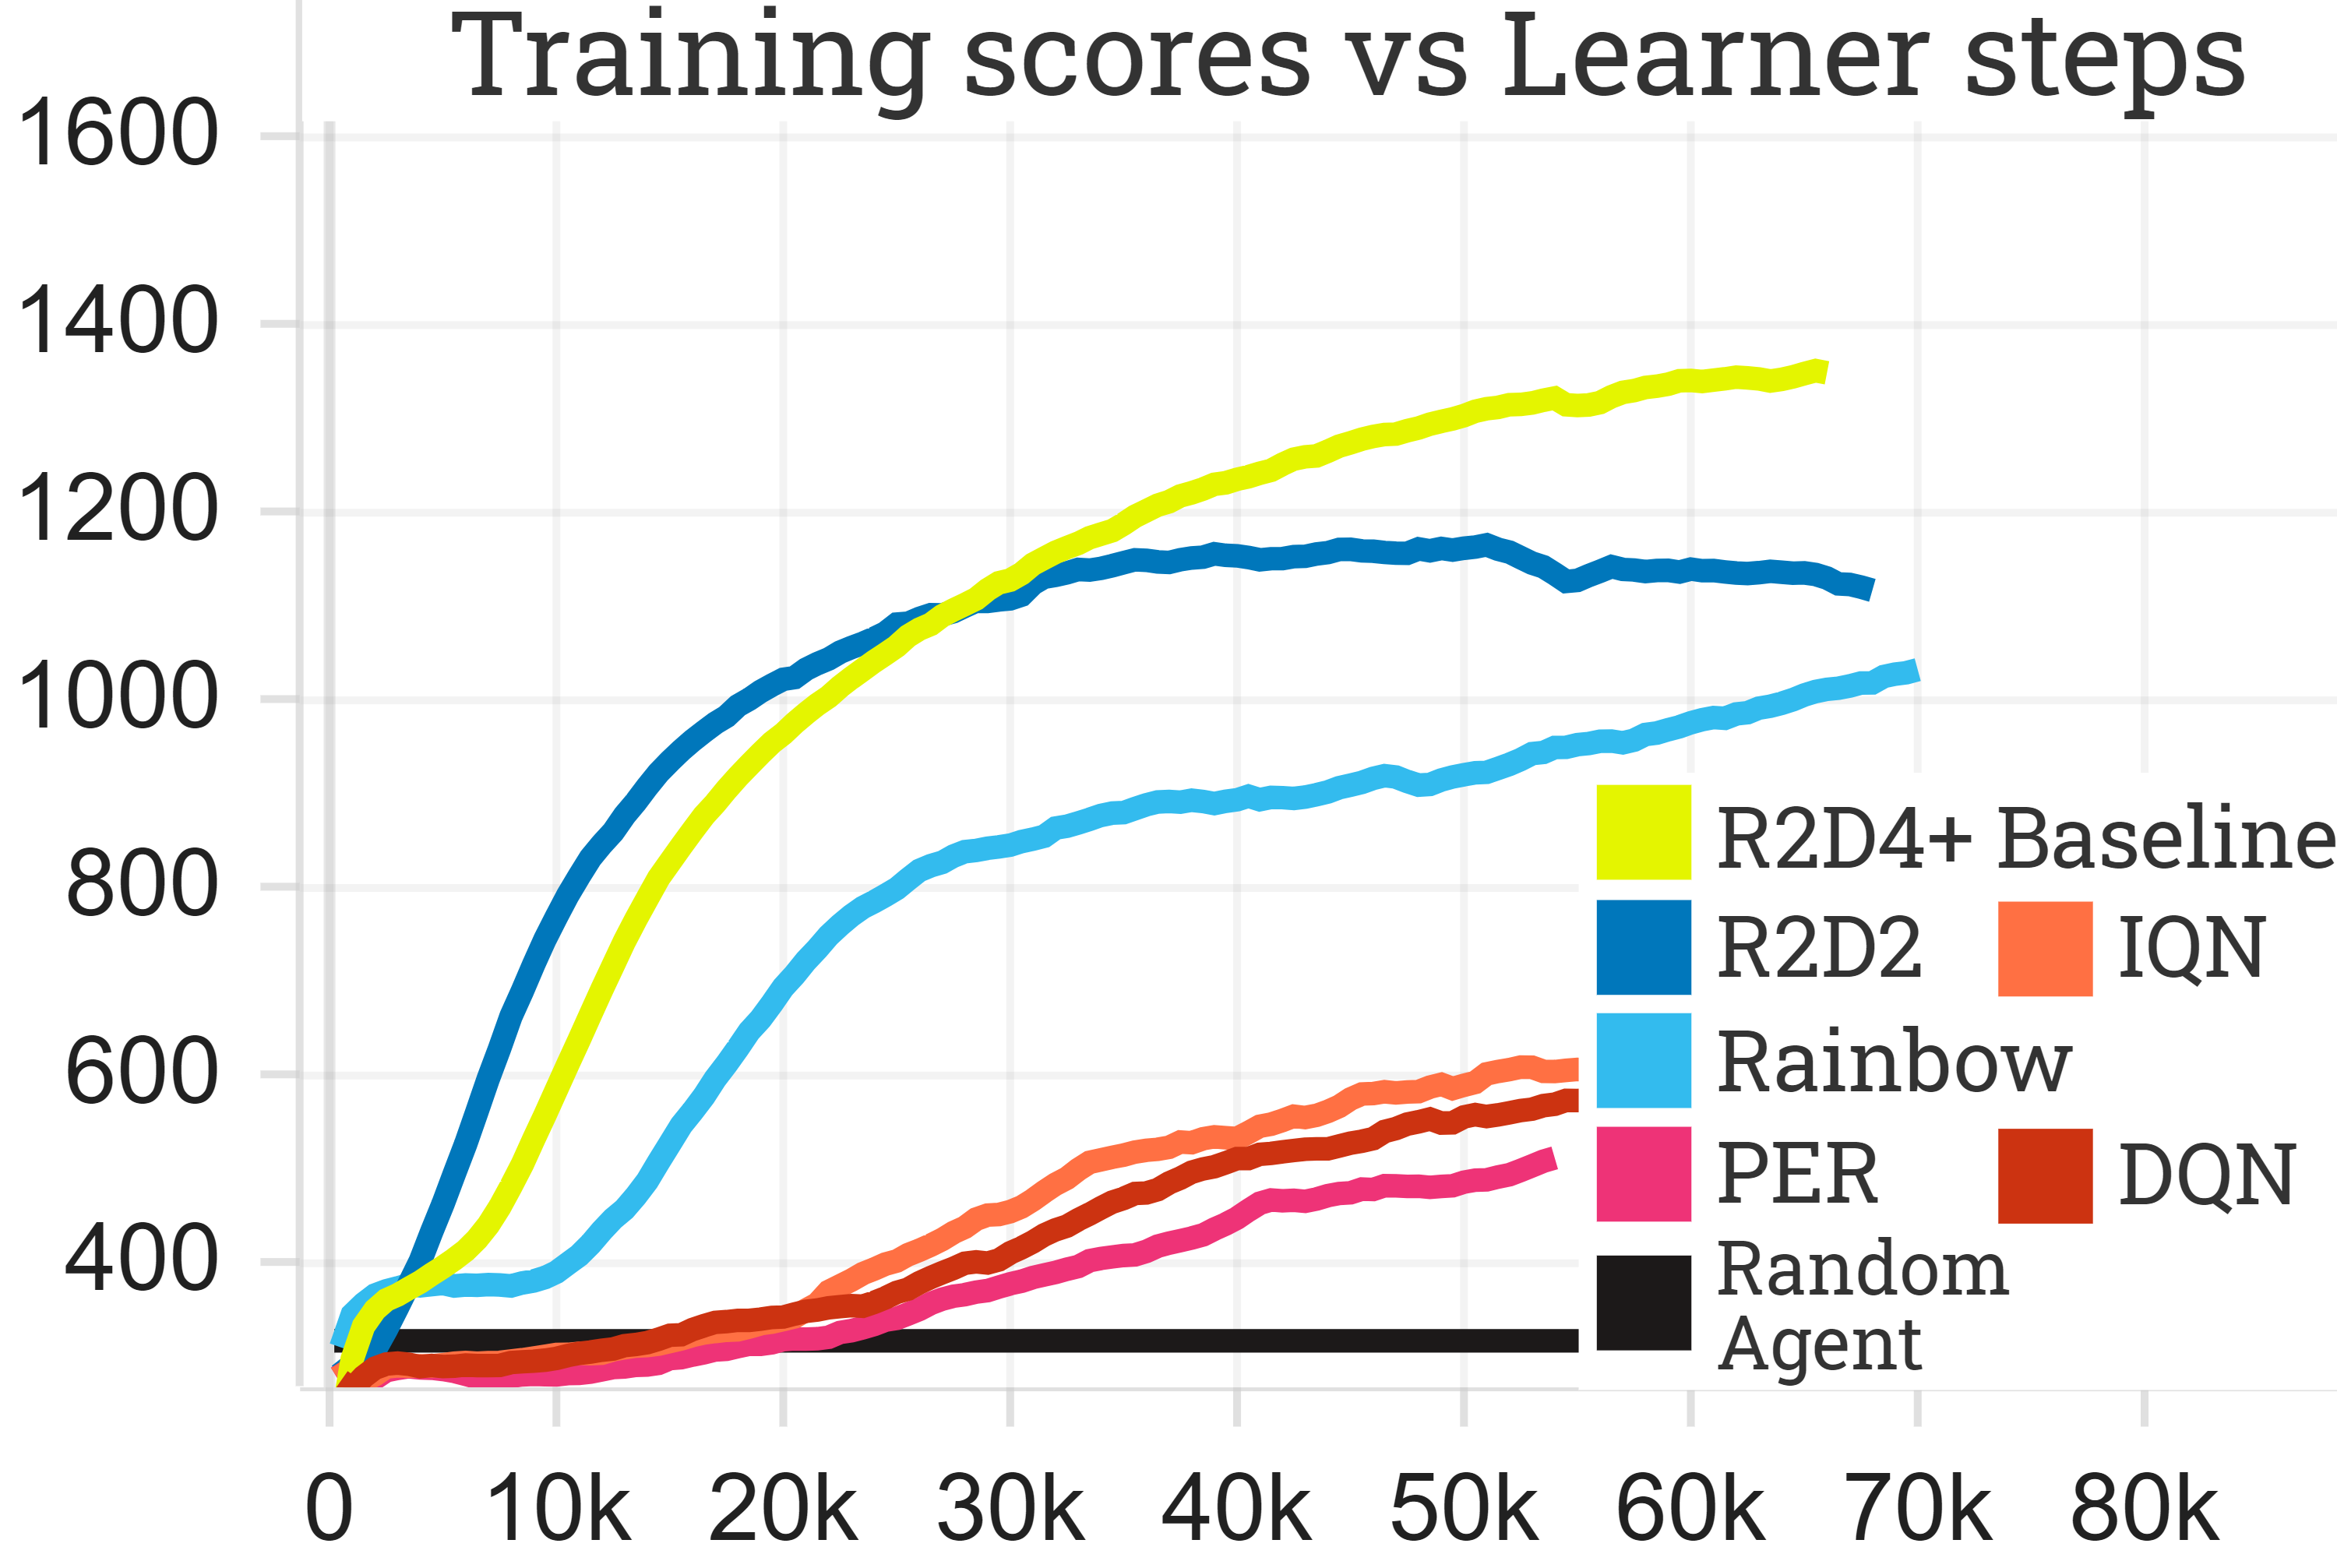 Training scores vs Learner steps
1600
1400
1200
1000
800
600
400
R2D4+ Baseline
R2D2 IQN
Rainbow
PER DQN
Random
Agent
0 10k 20k 30k 40k 50k 60k 70k 80k